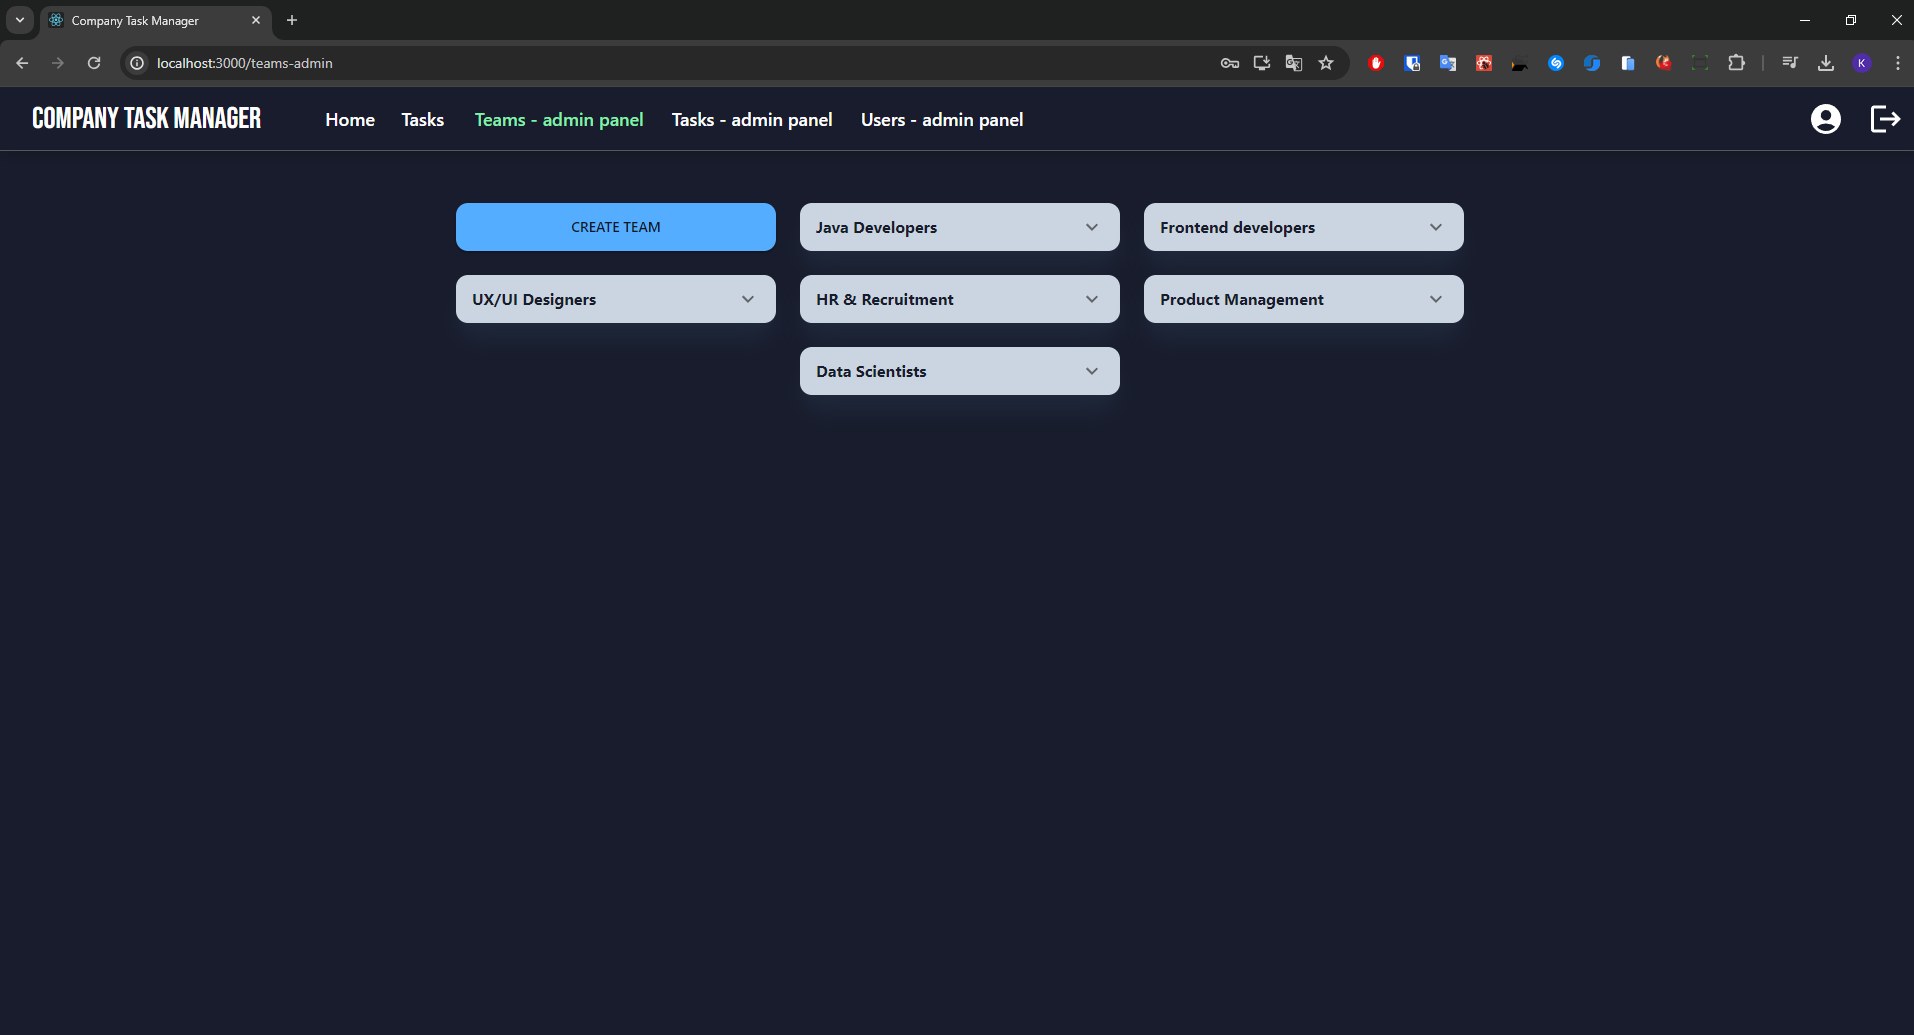 Company Task Manager
localhost:3000/teams-admin
K
COMPANY TASK MANAGER Home Tasks Teams - admin panel Tasks - admin panel Users - admin panel
CREATE TEAM Java Developers Frontend developers
UX/UI Designers HR & Recruitment Product Management
Data Scientists